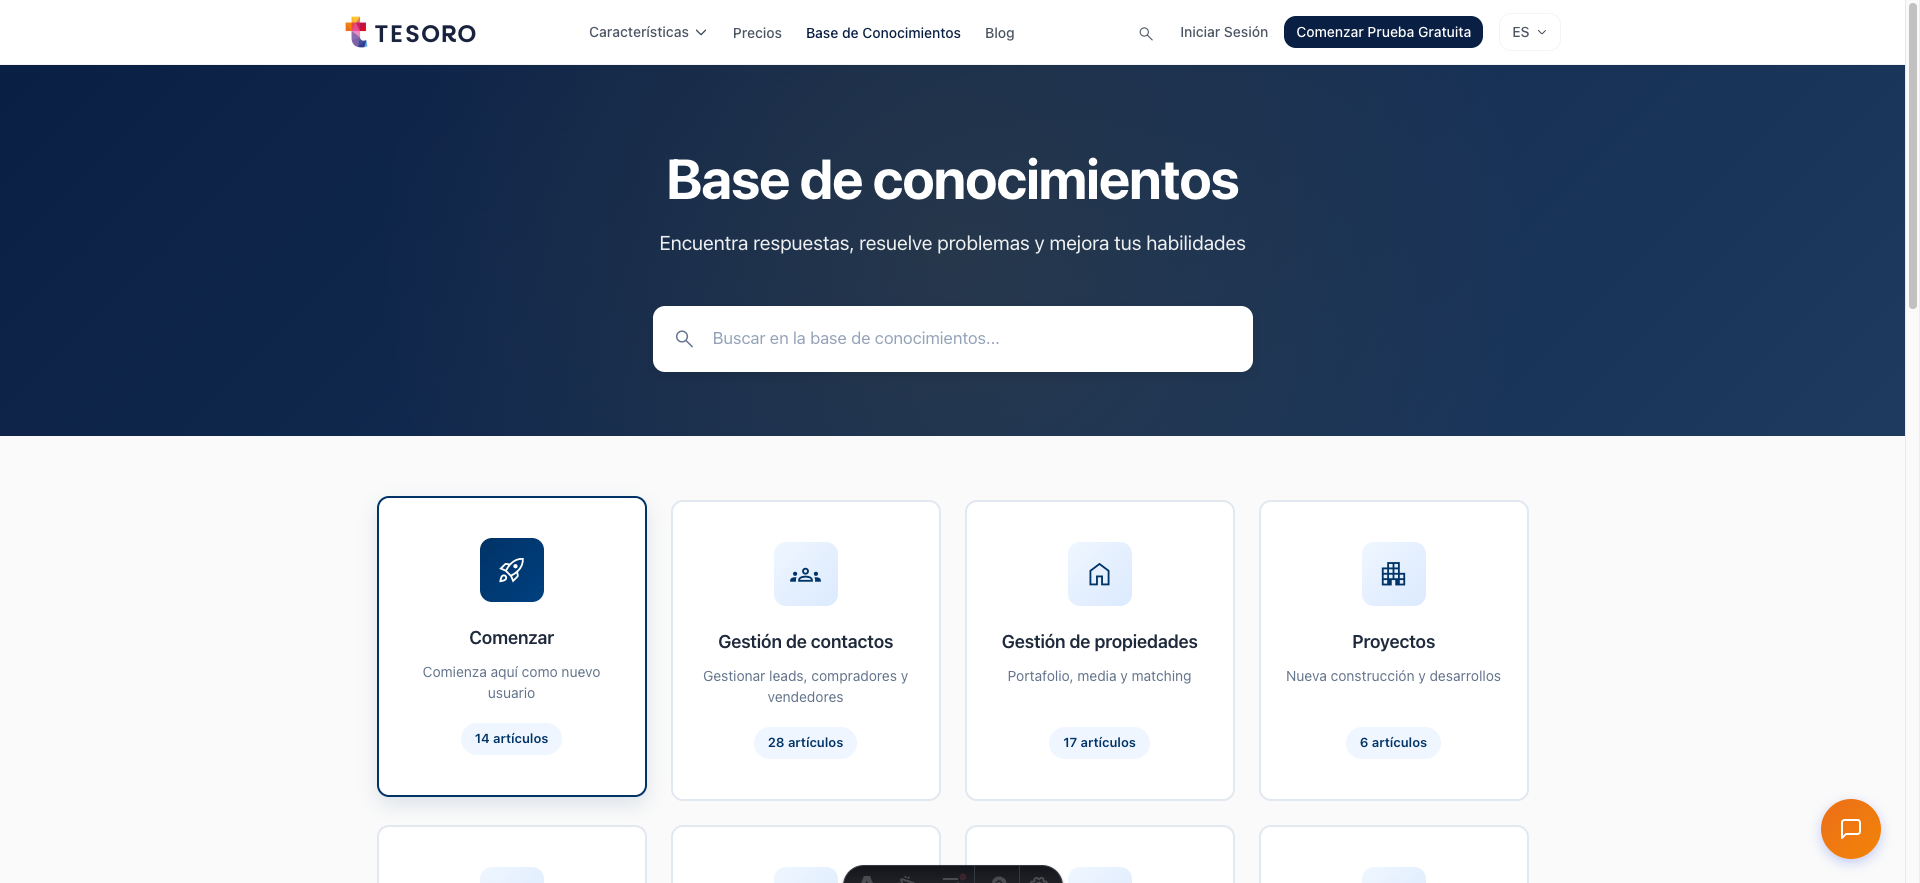 TESORO
Características
Precios
Base de Conocimientos
Blog
Iniciar Sesión
Comenzar Prueba Gratuita
ES
Base de conocimientos
Encuentra respuestas, resuelve problemas y mejora tus habilidades
Buscar en la base de conocimientos...
Comenzar
Comienza aquí como nuevo
usuario
14 artículos
Gestión de contactos
Gestionar leads, compradores y
vendedores
28 artículos
Gestión de propiedades
Portafolio, media y matching
17 artículos
Proyectos
Nueva construcción y desarrollos
6 artículos